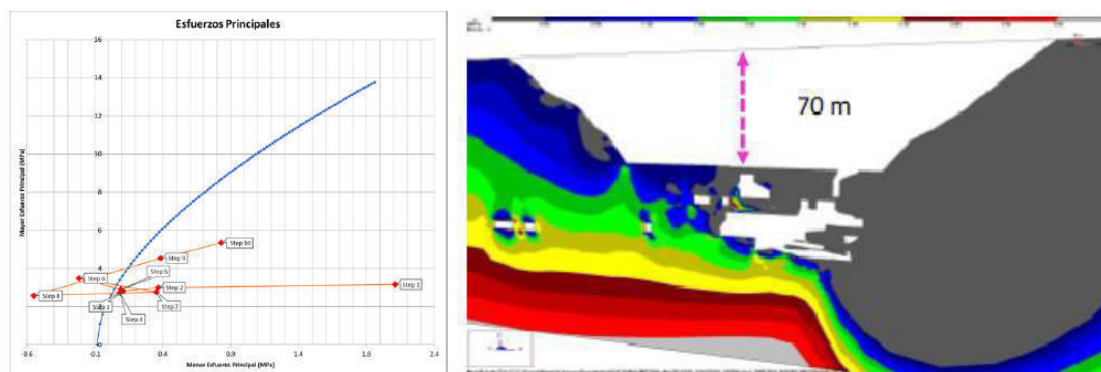 Esfuerzos Principales
16
14
12
10
8
6
4
2
0
Mayor Esfuerzo Principal (MPa)
-0.6
-0.1
0.4
0.9
1.4
1.9
2.4
Menor Esfuerzo Principal (MPa)
Step 10
Step 9
Step 5
Step 6
Step 2
Step 1
Step 8
Step 3
Step 7
Step 4
70 m